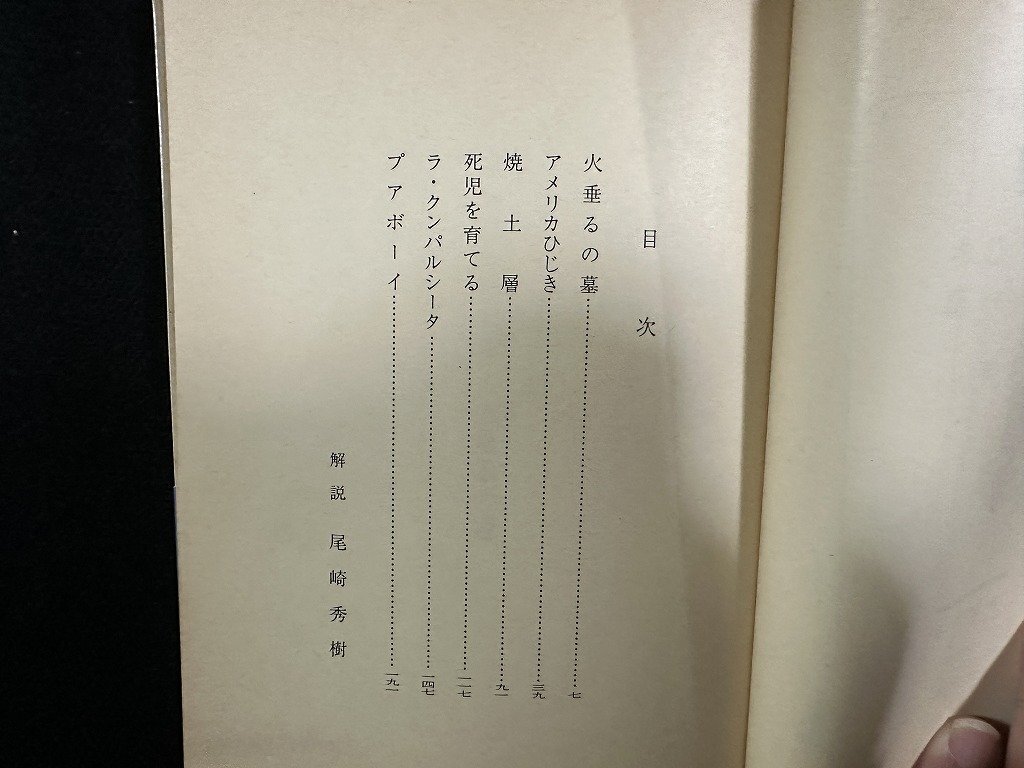 目次
火垂るの墓……七
アメリカひじき……三九
焼土層……九一
死児を育てる……一一七
ラ・クンパルシータ……一四七
プアボーイ……一九一
解説 尾崎秀樹